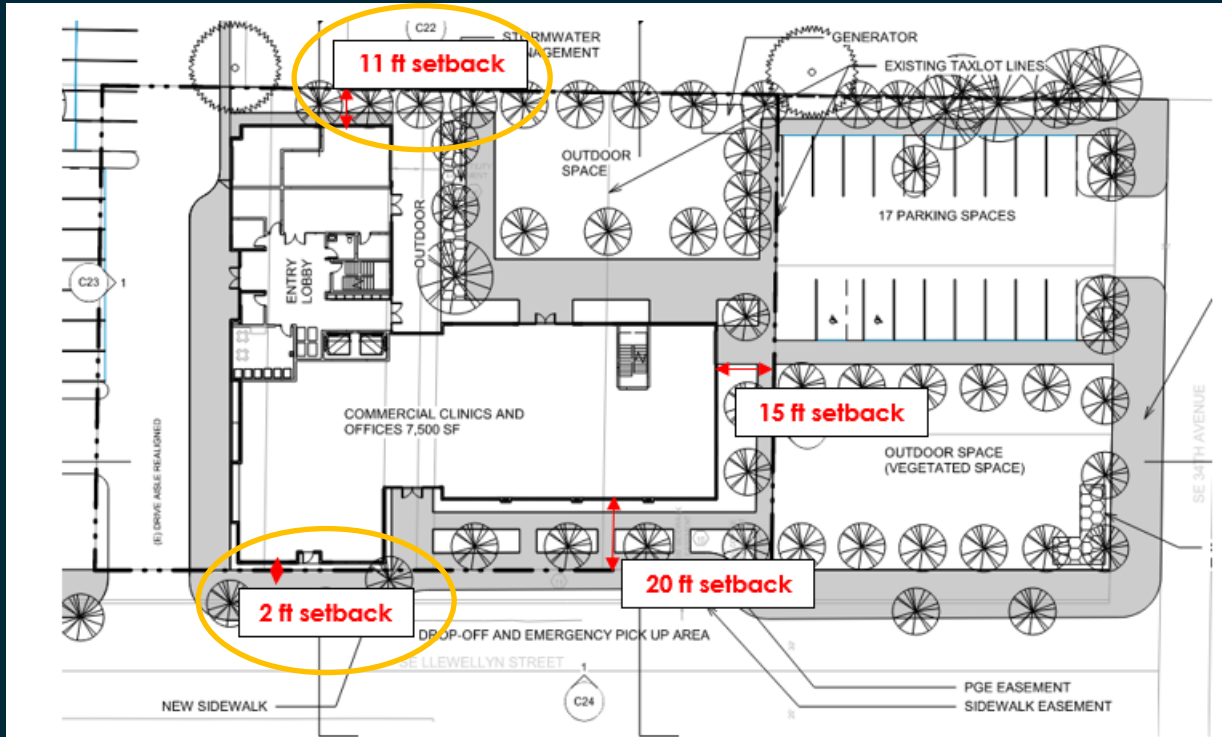 C22
STORMWATER
11 ft setback
GENERATOR
EXISTING TAXLOT LINES
OUTDOOR
SPACE
OUTDOOR
17 PARKING SPACES
C23
1
ENTRY
LOBBY
COMMERCIAL CLINICS AND
OFFICES 7,500 SF
15 ft setback
OUTDOOR SPACE
(VEGETATED SPACE)
SE 34TH AVENUE
(E) DRIVE AISLE REALIGNED
20 ft setback
2 ft setback
DROP-OFF AND EMERGENCY PICK UP AREA
SE LLEWELLYN STREET
1
C24
NEW SIDEWALK
PGE EASEMENT
SIDEWALK EASEMENT